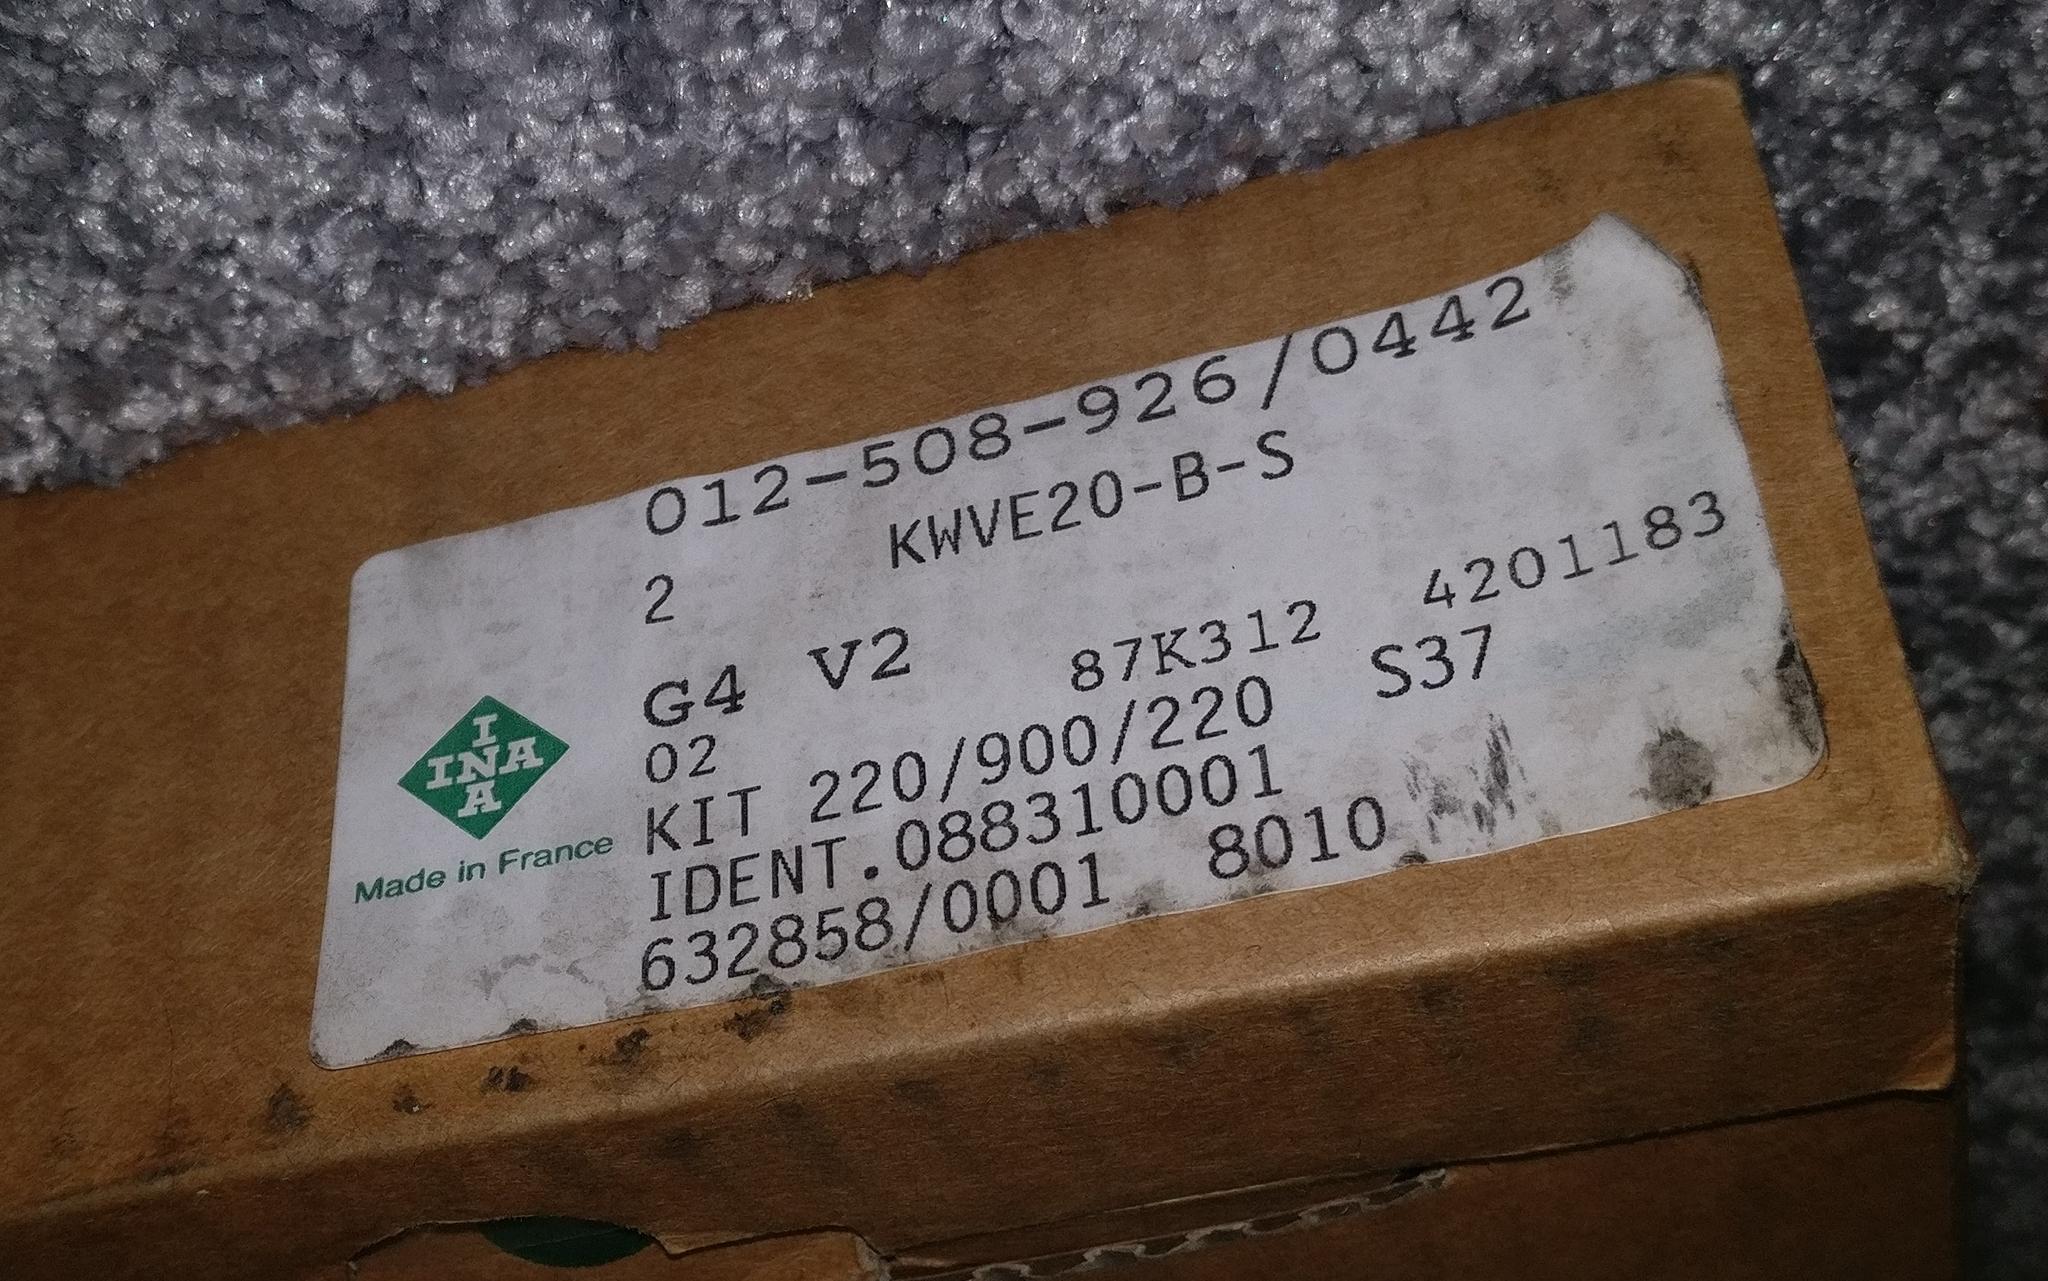 012-508-926/0442
2 KWVE20-B-S
G4 V2 87K312 4201183
02
KIT 220/900/220 S37
IDENT.088310001
632858/0001 8010
INA
INA
Made in France